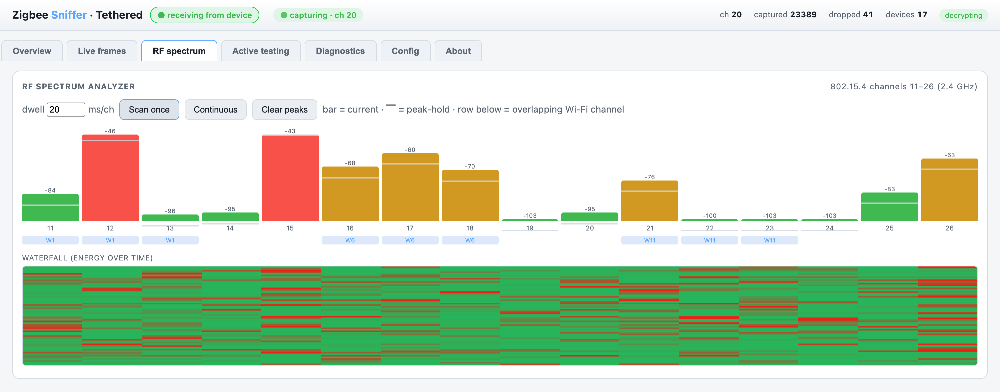 Zigbee Sniffer · Tethered
receiving from device
capturing · ch 20
ch 20 captured 23389 dropped 41 devices 17 decrypting
Overview Live frames RF spectrum Active testing Diagnostics Config About
RF SPECTRUM ANALYZER
802.15.4 channels 11–26 (2.4 GHz)
dwell 20 ms/ch Scan once Continuous Clear peaks bar = current · — = peak-hold · row below = overlapping Wi-Fi channel
-84 -46 -96 -95 -43 -68 -60 -70 -103 -95 -76 -100 -103 -103 -83 -63
11 12 13 14 15 16 17 18 19 20 21 22 23 24 25 26
W1 W1 W1 W6 W6 W6 W11 W11 W11
WATERFALL (ENERGY OVER TIME)